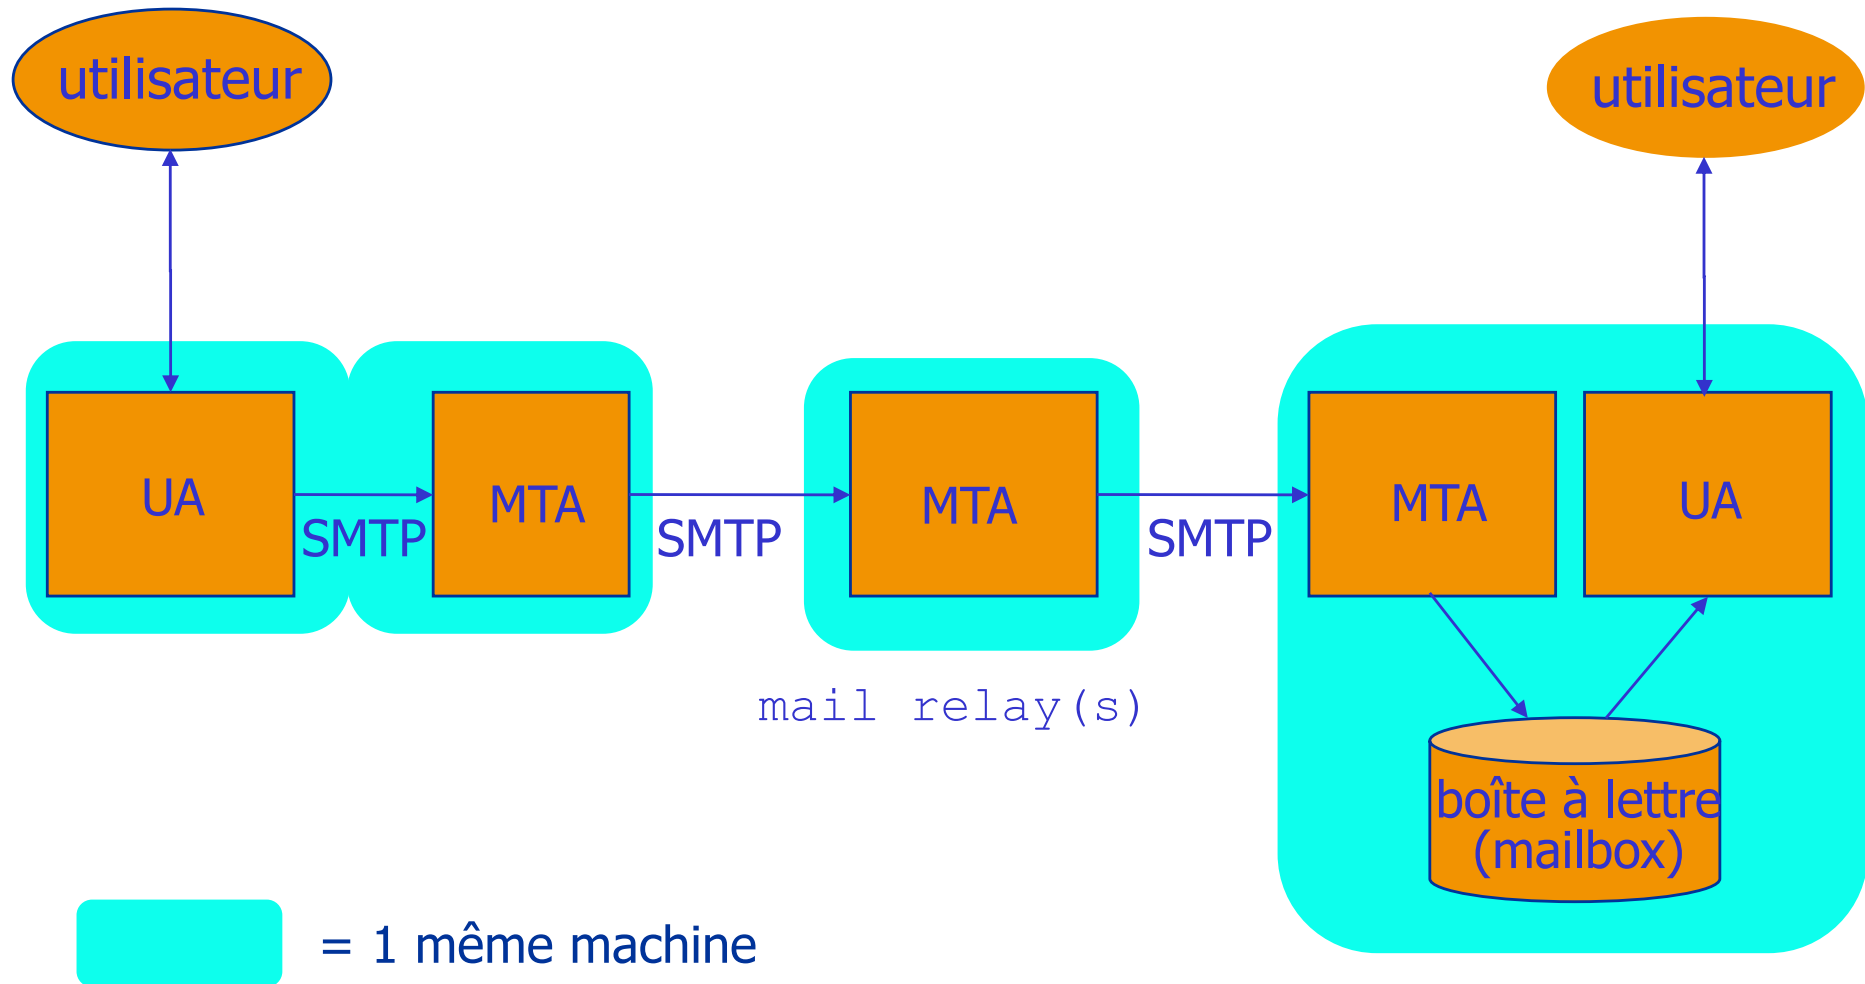 utilisateur
utilisateur
UA
SMTP
MTA
SMTP
MTA
SMTP
MTA
UA
mail relay(s)
boîte à lettre
(mailbox)
= 1 même machine